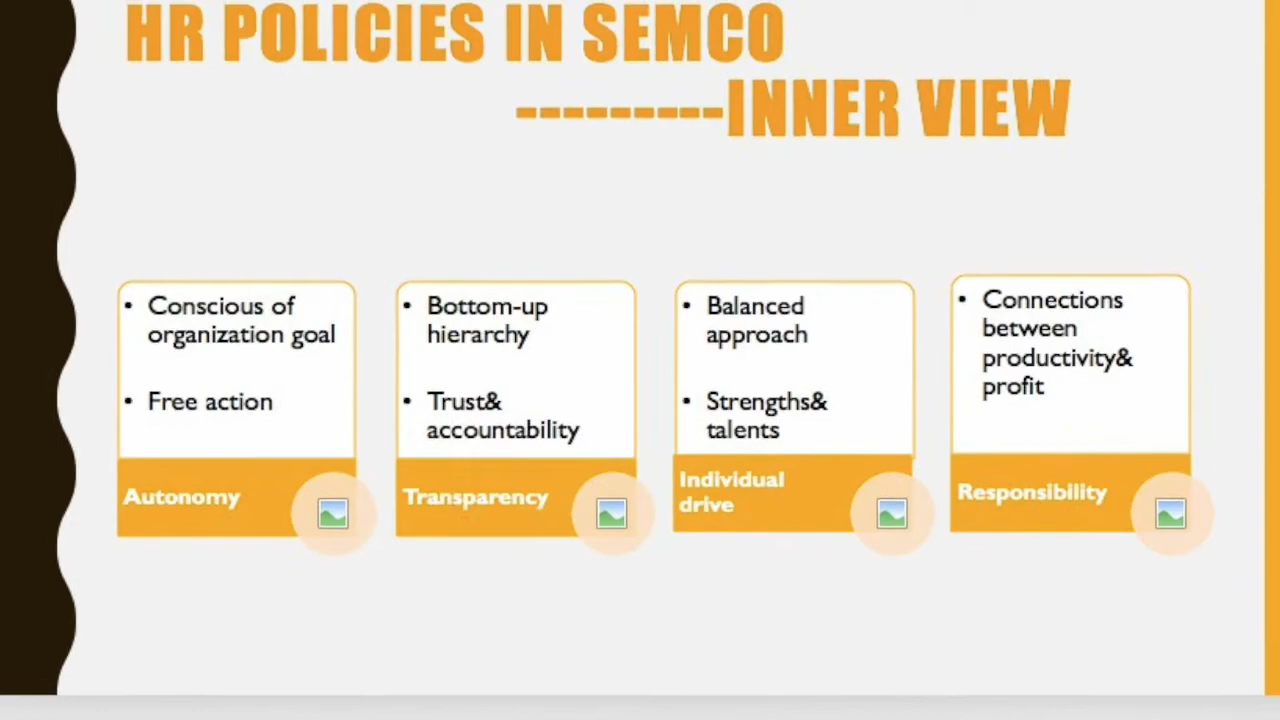 HR POLICIES IN SEMCO
---------INNER VIEW
• Conscious of
organization goal
• Free action
Autonomy
• Bottom-up
hierarchy
• Trust&
accountability
Transparency
• Balanced
approach
• Strengths&
talents
Individual
drive
• Connections
between
productivity&
profit
Responsibility